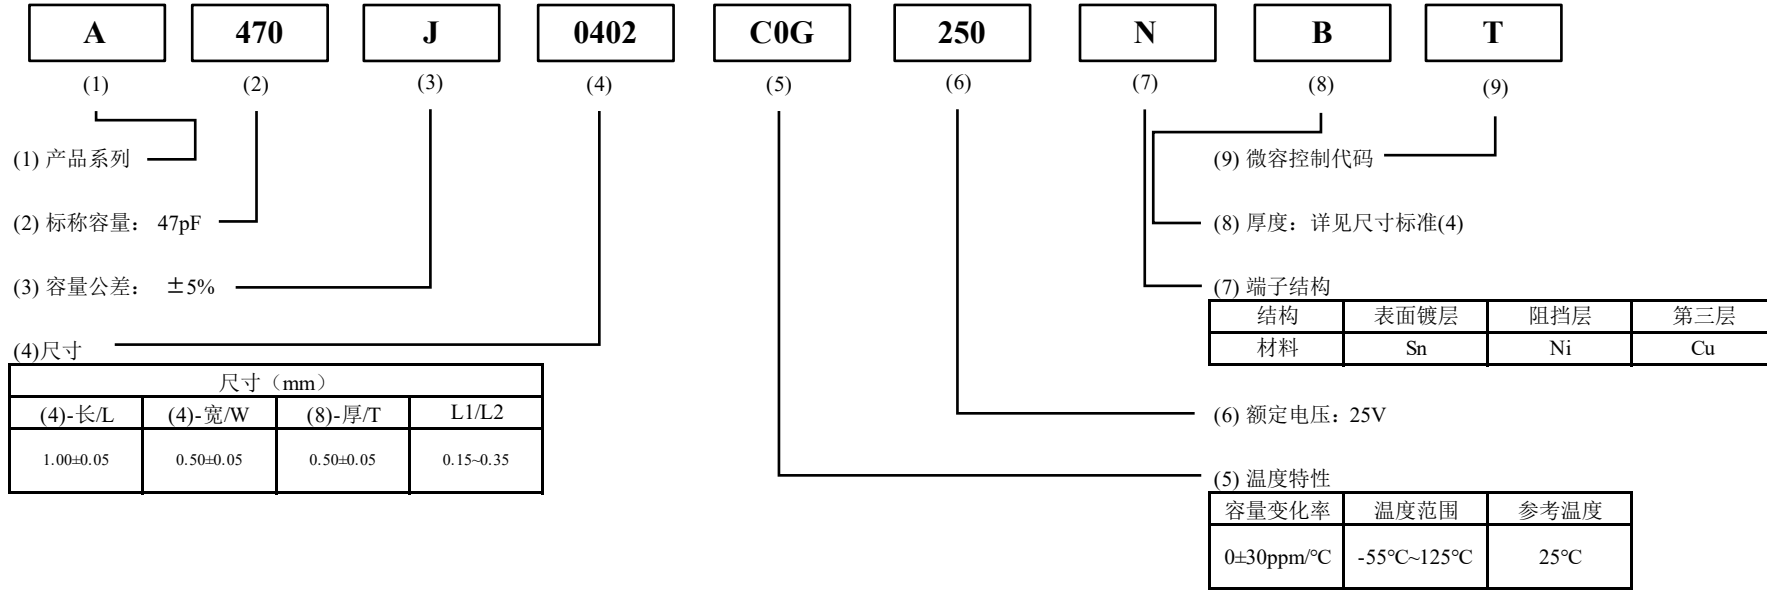 A 470 J 0402 C0G 250 N B T
(1) (2) (3) (4) (5) (6) (7) (8) (9)
(1) 产品系列
(2) 标称容量： 47pF
(3) 容量公差： ±5%
(4)尺寸
尺寸（mm）
(4)-长/L (4)-宽/W (8)-厚/T L1/L2
1.00±0.05 0.50±0.05 0.50±0.05 0.15~0.35
(9) 微容控制代码
(8) 厚度：详见尺寸标准(4)
(7) 端子结构
结构 表面镀层 阻挡层 第三层
材料 Sn Ni Cu
(6) 额定电压：25V
(5) 温度特性
容量变化率 温度范围 参考温度
0±30ppm/℃ -55℃~125℃ 25℃